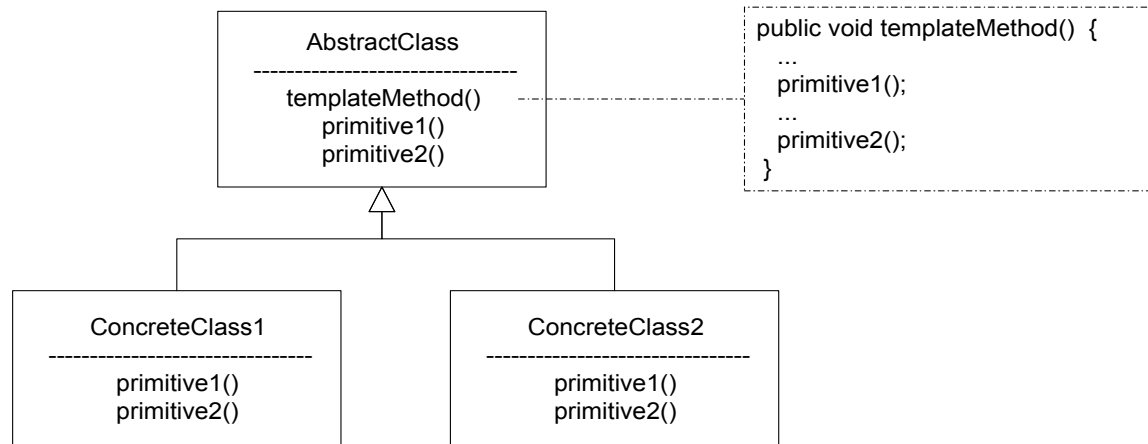 AbstractClass
--------------------------------
templateMethod()
primitive1()
primitive2()
public void templateMethod() {
...
primitive1();
...
primitive2();
}
ConcreteClass1
--------------------------------
primitive1()
primitive2()
ConcreteClass2
--------------------------------
primitive1()
primitive2()